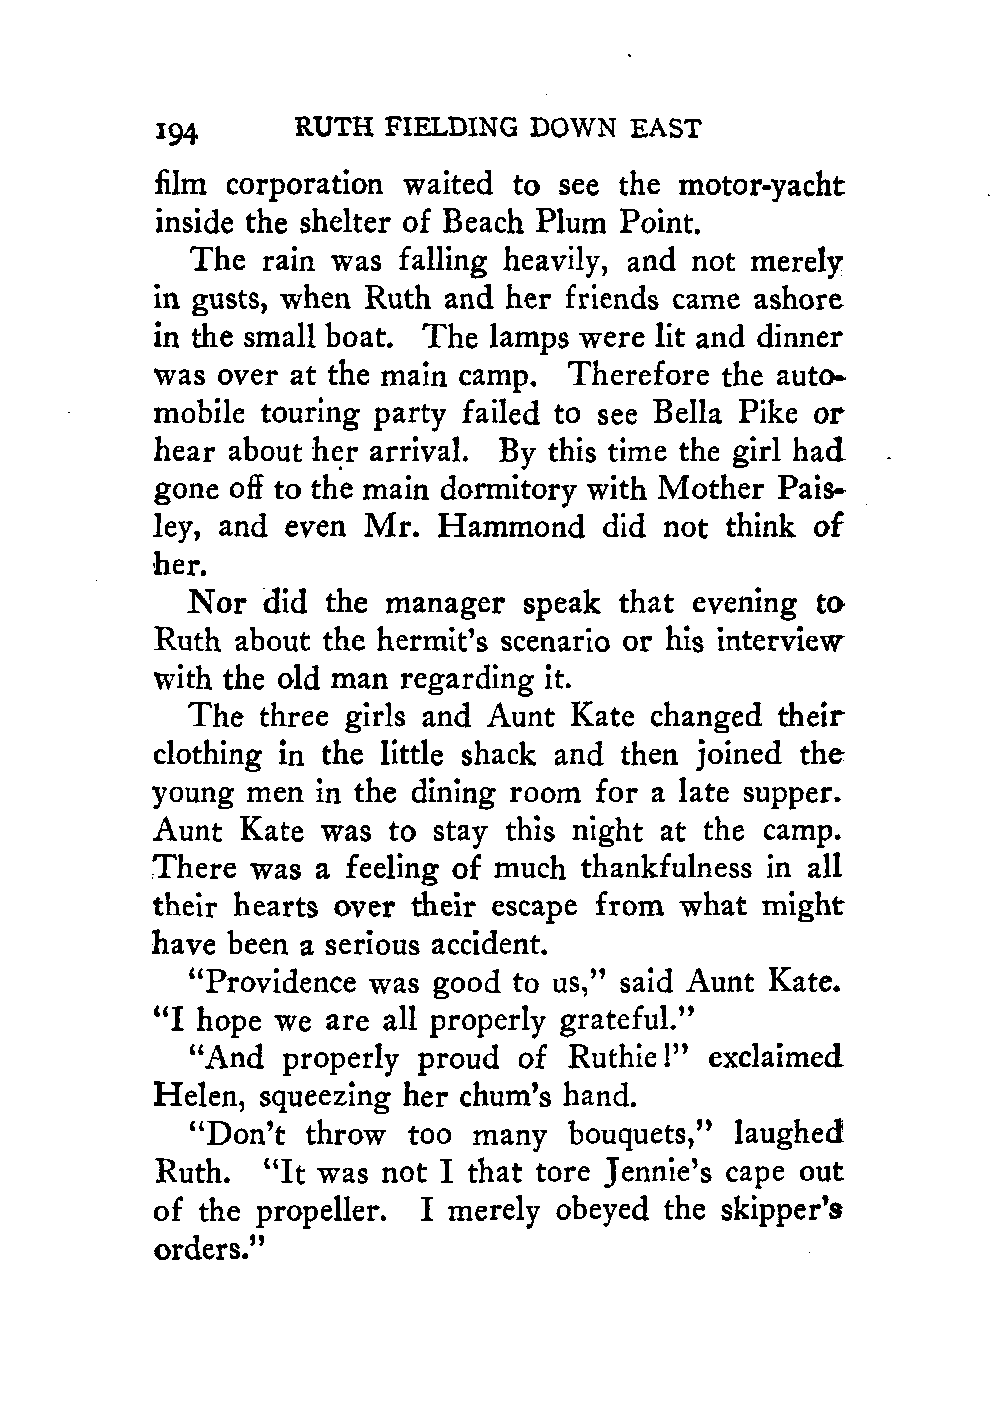 194 RUTH FIELDING DOWN EAST
film corporation waited to see the motor-yacht
inside the shelter of Beach Plum Point.
The rain was falling heavily, and not merely
in gusts, when Ruth and her friends came ashore
in the small boat. The lamps were lit and dinner
was over at the main camp. Therefore the auto-
mobile touring party failed to see Bella Pike or
hear about her arrival. By this time the girl had
gone off to the main dormitory with Mother Pais-
ley, and even Mr. Hammond did not think of
her.
Nor did the manager speak that evening to
Ruth about the hermit's scenario or his interview
with the old man regarding it.
The three girls and Aunt Kate changed their
clothing in the little shack and then joined the
young men in the dining room for a late supper.
Aunt Kate was to stay this night at the camp.
There was a feeling of much thankfulness in all
their hearts over their escape from what might
have been a serious accident.
"Providence was good to us," said Aunt Kate.
"I hope we are all properly grateful."
"And properly proud of Ruthie!" exclaimed
Helen, squeezing her chum's hand.
"Don't throw too many bouquets," laughed
Ruth. "It was not I that tore Jennie's cape out
of the propeller. I merely obeyed the skipper's
orders."